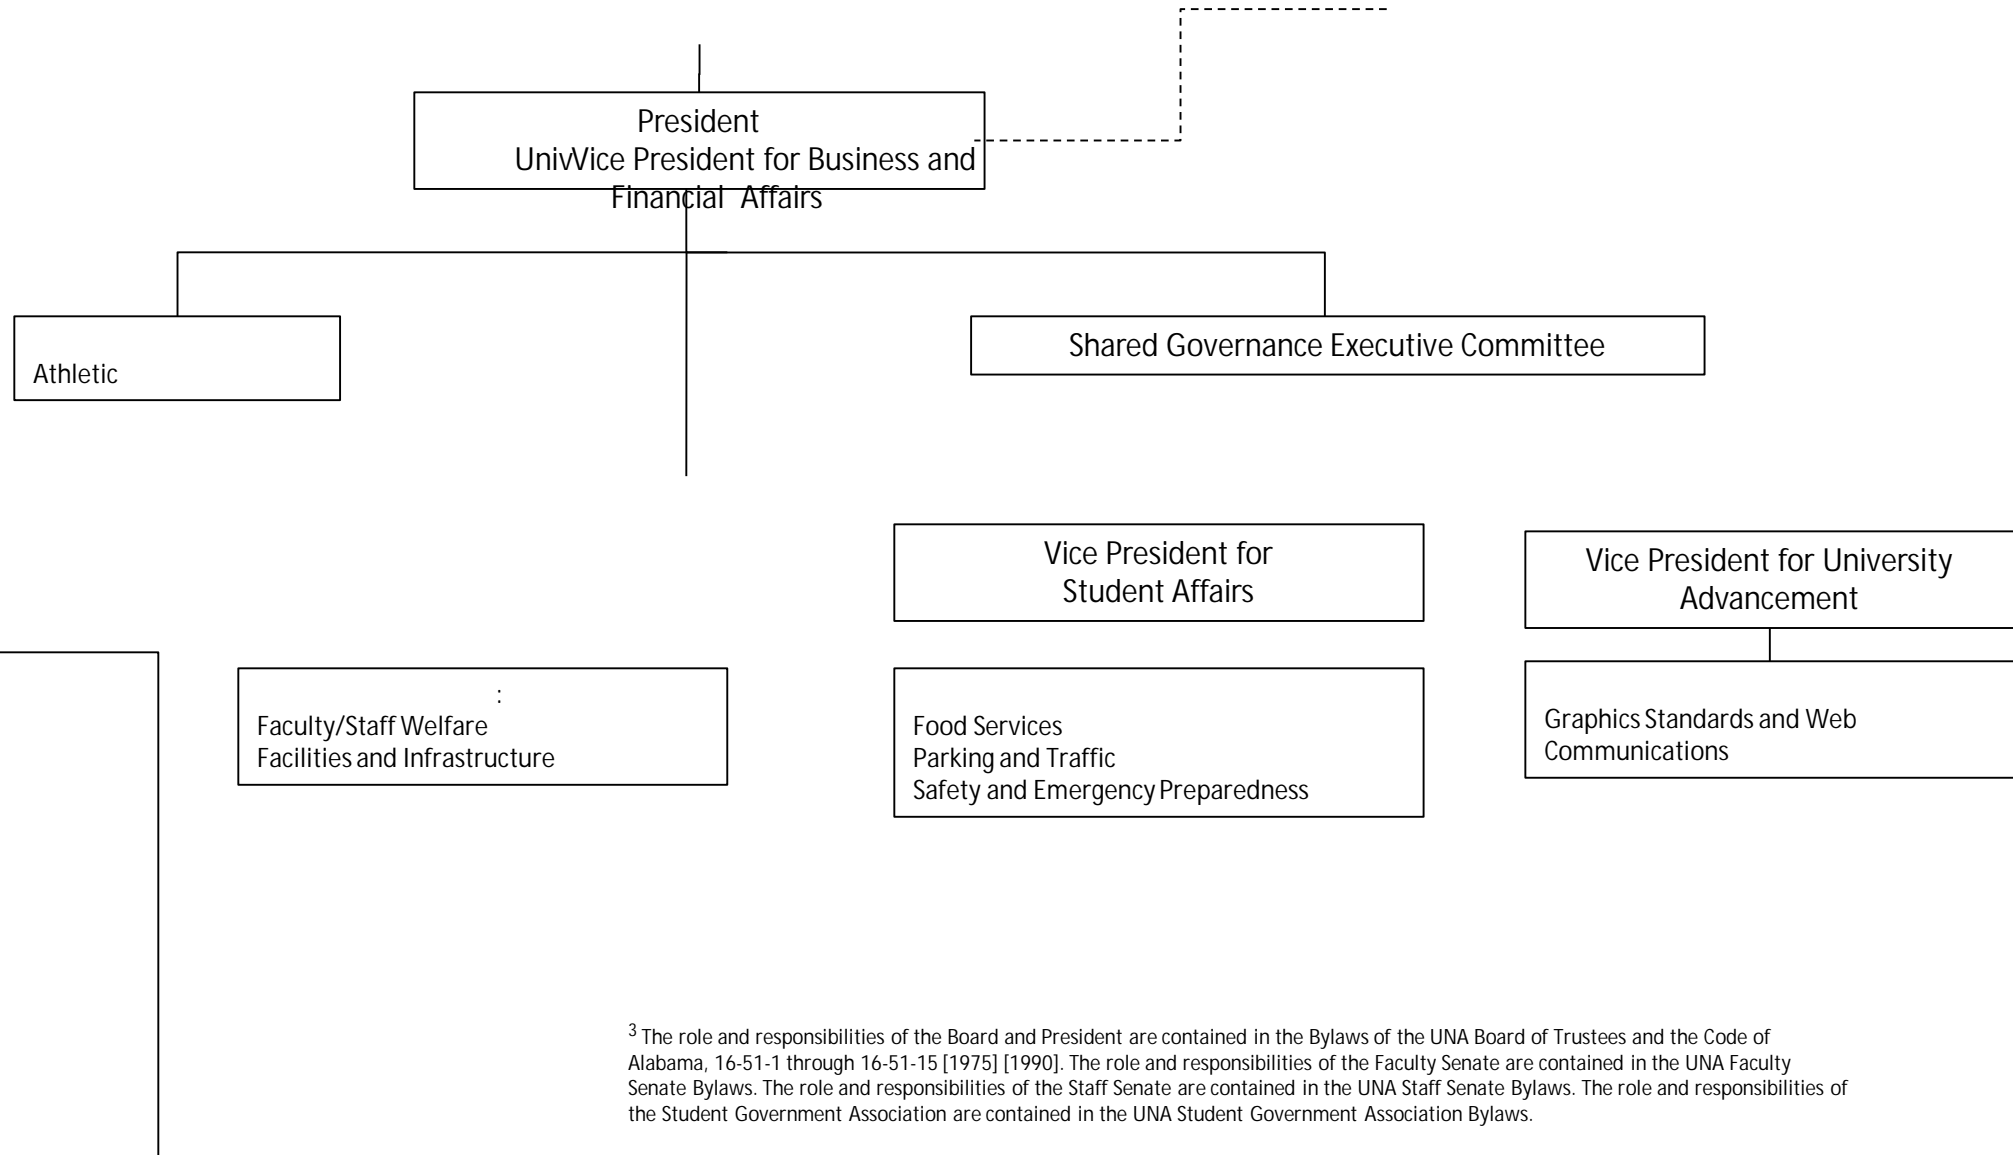 President
UnivVice President for Business and
Financial Affairs
Athletic
Shared Governance Executive Committee
Vice President for
Student Affairs
Vice President for University
Advancement
:
Faculty/Staff Welfare
Facilities and Infrastructure
Food Services
Parking and Traffic
Safety and Emergency Preparedness
Graphics Standards and Web
Communications
3 The role and responsibilities of the Board and President are contained in the Bylaws of the UNA Board of Trustees and the Code of
Alabama, 16-51-1 through 16-51-15 [1975] [1990]. The role and responsibilities of the Faculty Senate are contained in the UNA Faculty
Senate Bylaws. The role and responsibilities of the Staff Senate are contained in the UNA Staff Senate Bylaws. The role and responsibilities of
the Student Government Association are contained in the UNA Student Government Association Bylaws.